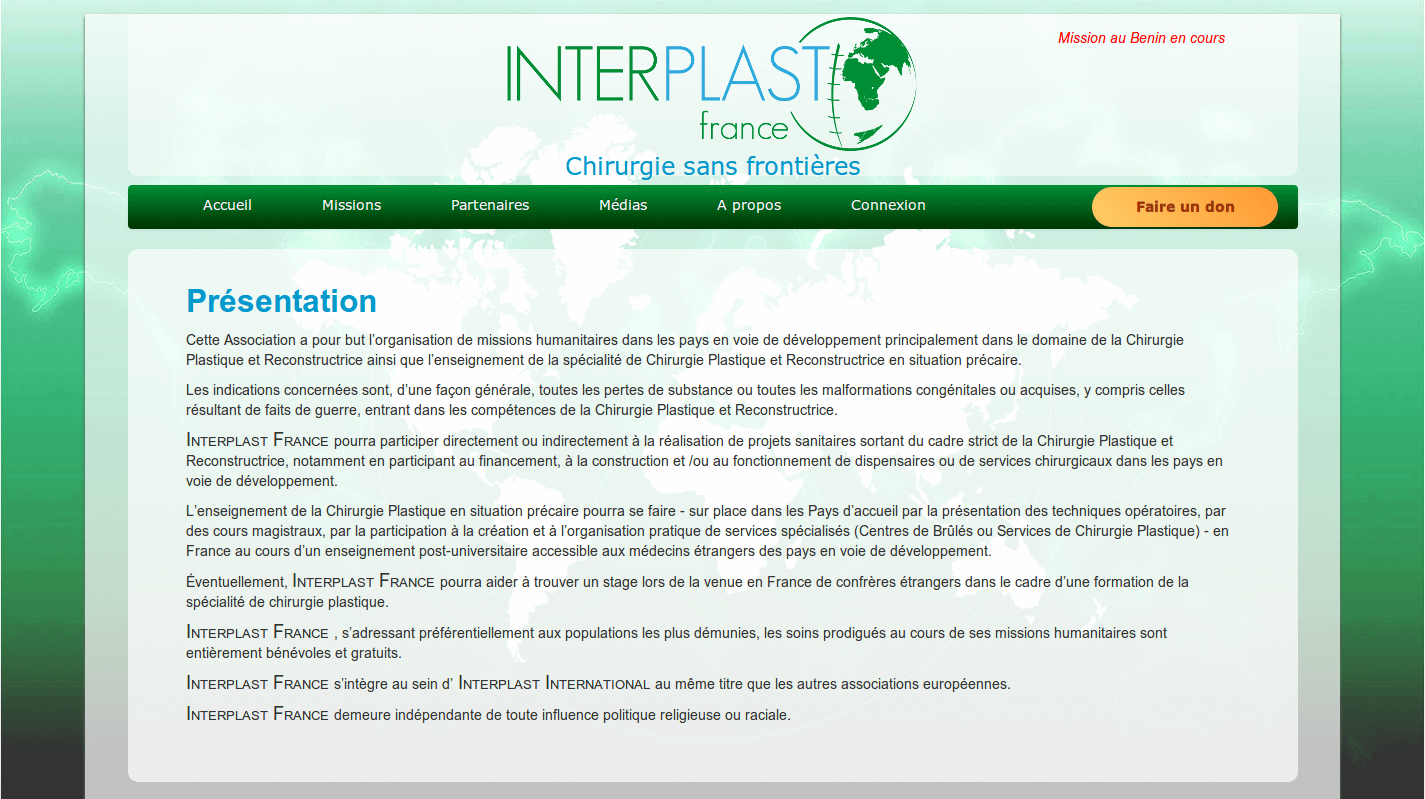 INTERPLAST
france
Mission au Benin en cours
Chirurgie sans frontières
Accueil Missions Partenaires Médias A propos Connexion Faire un don
Présentation
Cette Association a pour but l’organisation de missions humanitaires dans les pays en voie de développement principalement dans le domaine de la Chirurgie
Plastique et Reconstructrice ainsi que l’enseignement de la spécialité de Chirurgie Plastique et Reconstructrice en situation précaire.
Les indications concernées sont, d’une façon générale, toutes les pertes de substance ou toutes les malformations congénitales ou acquises, y compris celles
résultant de faits de guerre, entrant dans les compétences de la Chirurgie Plastique et Reconstructrice.
Interplast France pourra participer directement ou indirectement à la réalisation de projets sanitaires sortant du cadre strict de la Chirurgie Plastique et
Reconstructrice, notamment en participant au financement, à la construction et /ou au fonctionnement de dispensaires ou de services chirurgicaux dans les pays en
voie de développement.
L’enseignement de la Chirurgie Plastique en situation précaire pourra se faire - sur place dans les Pays d’accueil par la présentation des techniques opératoires, par
des cours magistraux, par la participation à la création et à l’organisation pratique de services spécialisés (Centres de Brûlés ou Services de Chirurgie Plastique) - en
France au cours d’un enseignement post-universitaire accessible aux médecins étrangers des pays en voie de développement.
Éventuellement, Interplast France pourra aider à trouver un stage lors de la venue en France de confrères étrangers dans le cadre d’une formation de la
spécialité de chirurgie plastique.
Interplast France , s’adressant préférentiellement aux populations les plus démunies, les soins prodigués au cours de ses missions humanitaires sont
entièrement bénévoles et gratuits.
Interplast France s’intègre au sein d’ Interplast International au même titre que les autres associations européennes.
Interplast France demeure indépendante de toute influence politique religieuse ou raciale.